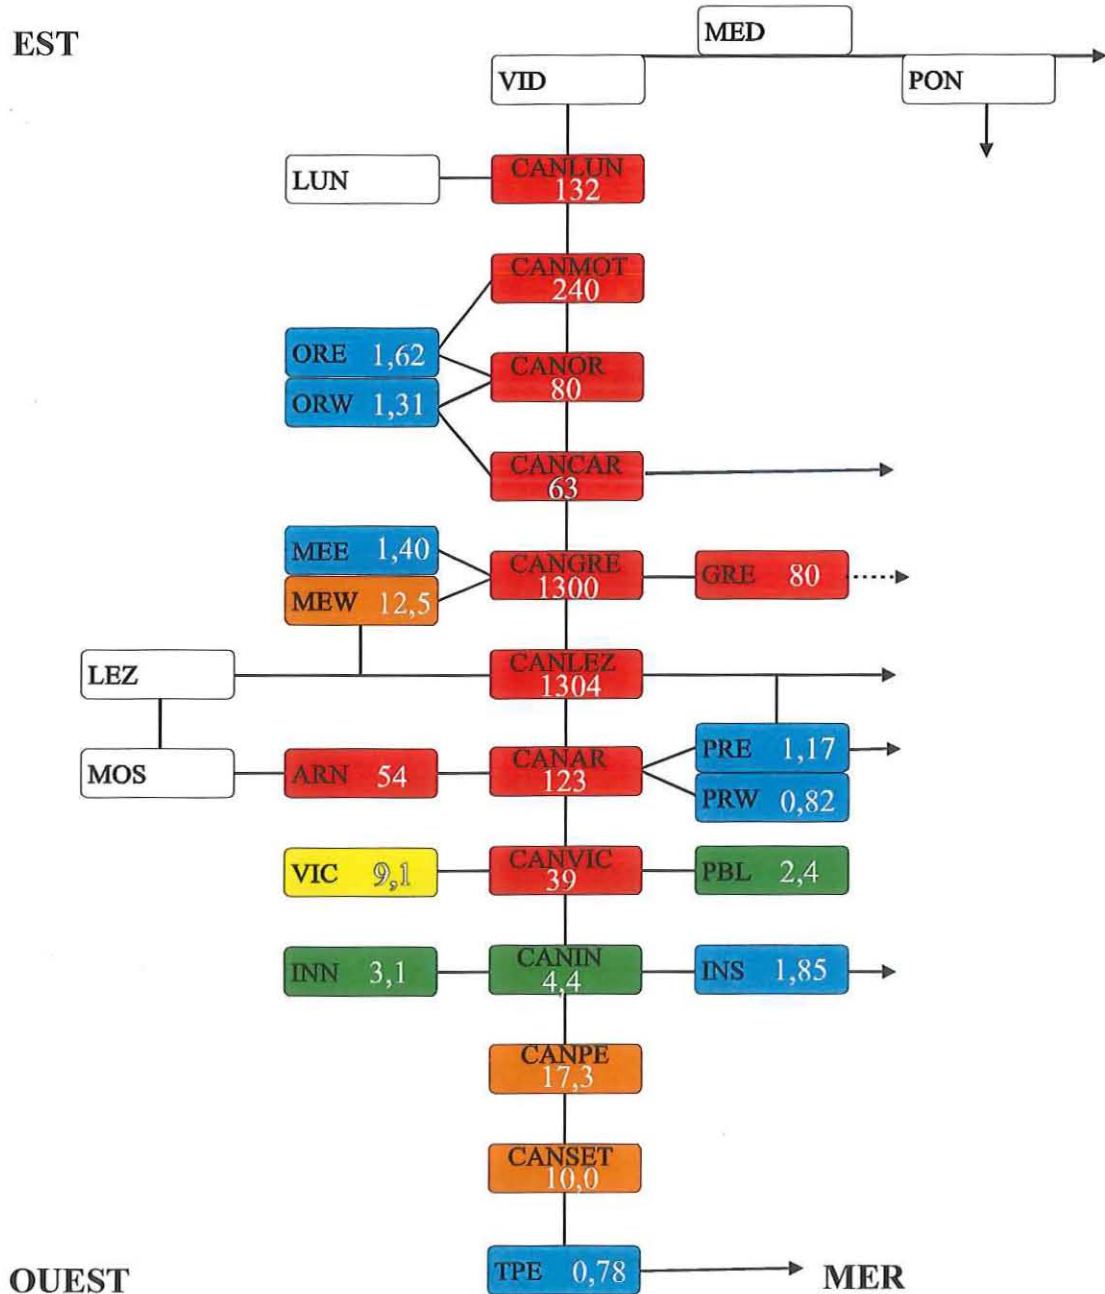 EST
MED
VID
PON
LUN
CANLUN
132
CANMOT
240
ORE 1,62
CANOR
80
ORW 1,31
CANCAR
63
MEE 1,40
CANGRE
1300
GRE 80
MEW 12,5
LEZ
CANLEZ
1304
MOS
ARN 54
CANAR
123
PRE 1,17
PRW 0,82
VIC 9,1
CANVIC
39
PBL 2,4
INN 3,1
CANIN
4,4
INS 1,85
CANPE
17,3
CANSET
10,0
OUEST
TPE 0,78
MER